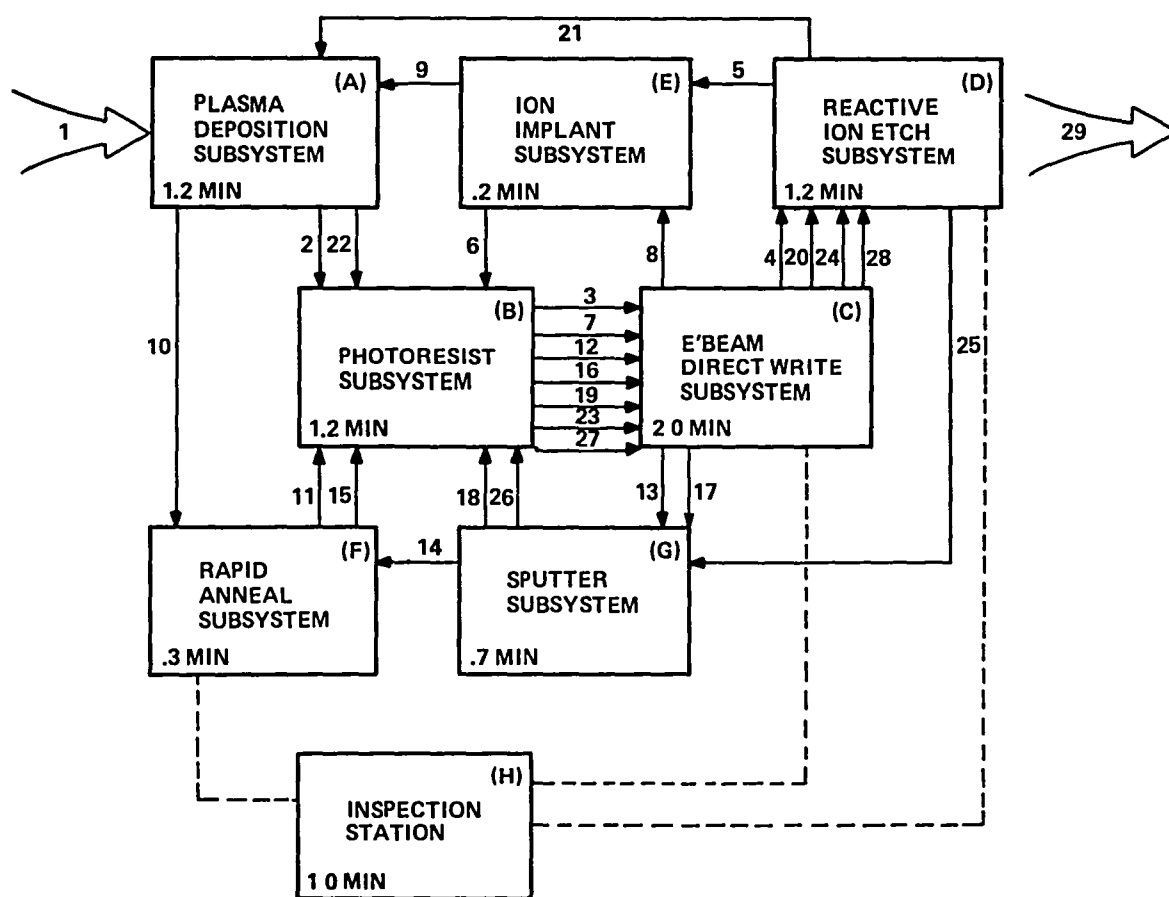 21
(A)
PLASMA
DEPOSITION
SUBSYSTEM
1.2 MIN
9
(E)
ION
IMPLANT
SUBSYSTEM
.2 MIN
5
(D)
REACTIVE
ION ETCH
SUBSYSTEM
1.2 MIN
1
29
2
22
6
8
4
20
24
28
10
(B)
PHOTORESIST
SUBSYSTEM
1.2 MIN
3
7
12
16
19
23
27
(C)
E'BEAM
DIRECT WRITE
SUBSYSTEM
2 0 MIN
25
11
15
18
26
13
17
(F)
RAPID
ANNEAL
SUBSYSTEM
.3 MIN
14
(G)
SPUTTER
SUBSYSTEM
.7 MIN
(H)
INSPECTION
STATION
1 0 MIN